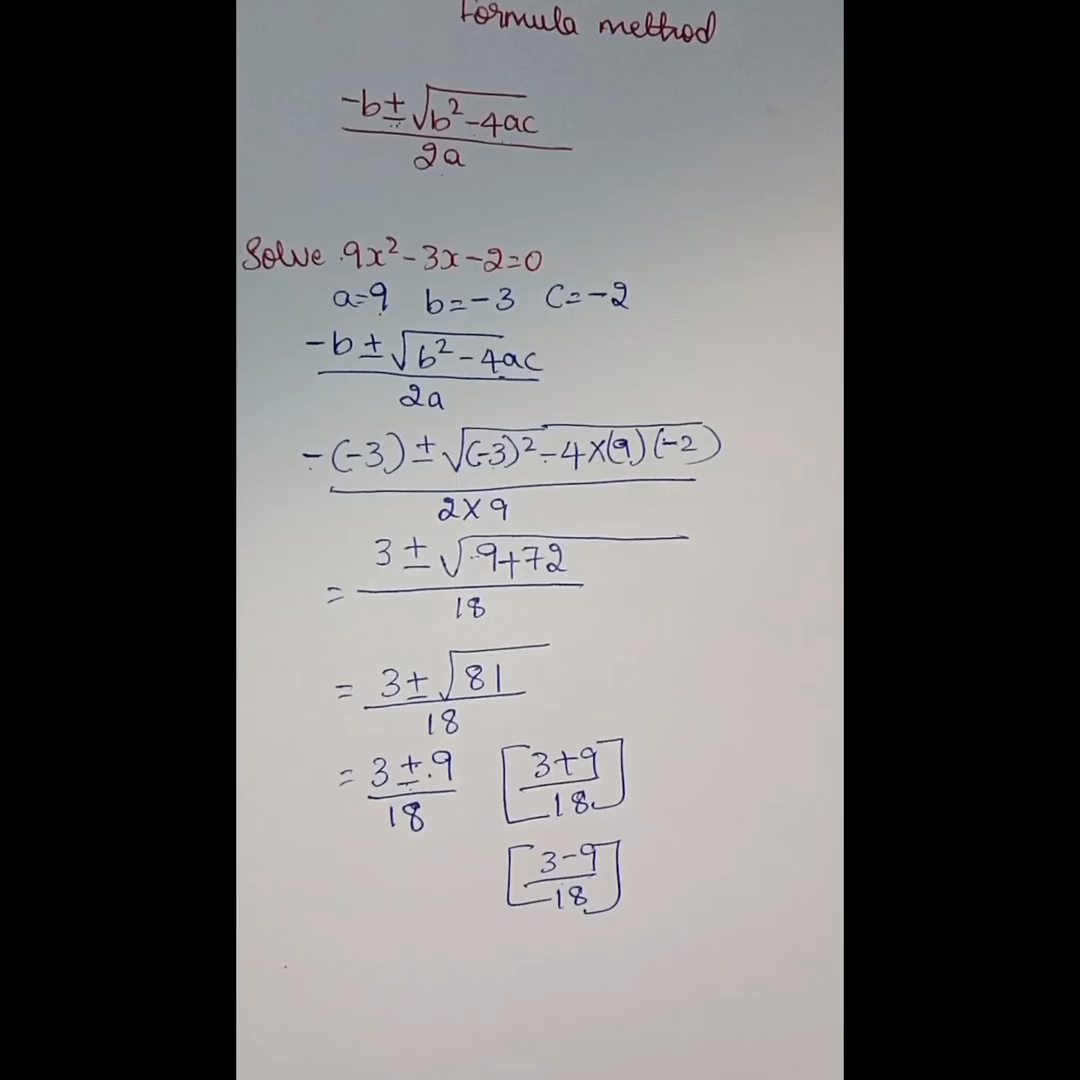 Formula method
-b ± √b² - 4ac
2a
Solve 9x² - 3x - 2 = 0
a = 9 b = -3 c = -2
-b ± √b² - 4ac
2a
-(-3) ± √(-3)² - 4×(9)(-2)
2 × 9
3 ± √9+72
=
18
= 3 ± √81
18
= 3 ± 9 [3+9
18 18]
[3-9
18]